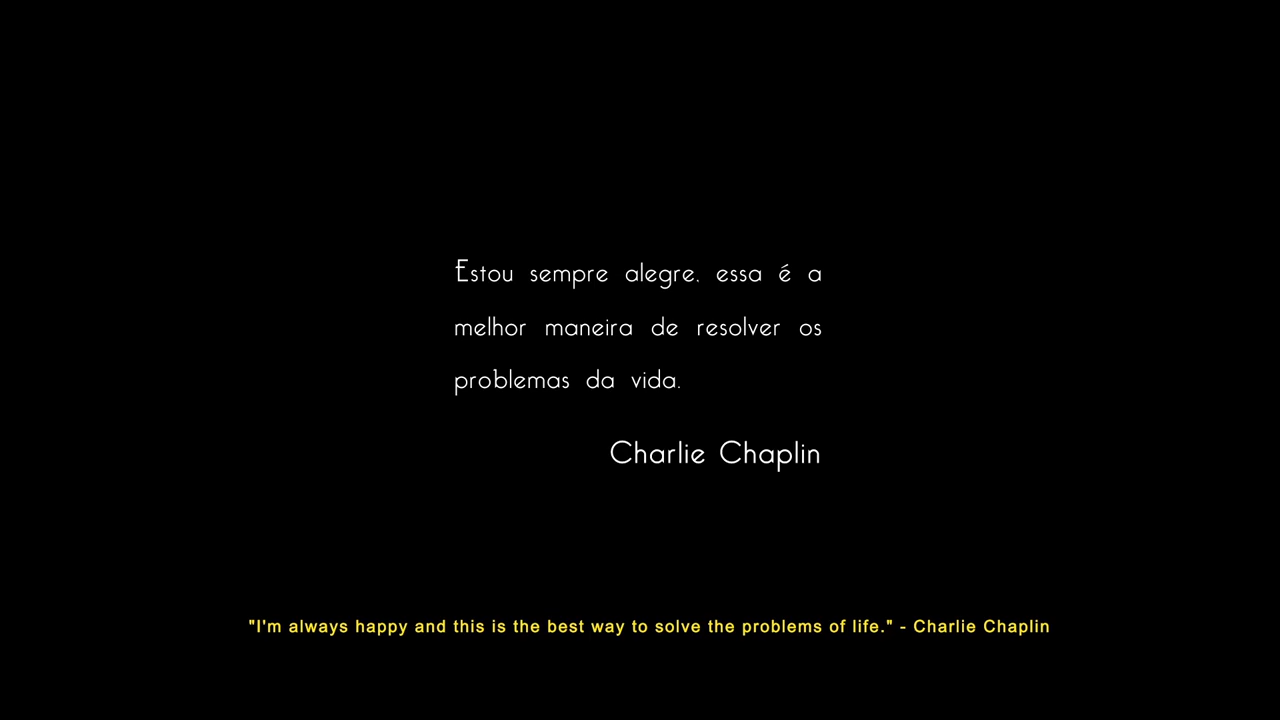 Estou sempre alegre, essa é a
melhor maneira de resolver os
problemas da vida.
Charlie Chaplin
"I'm always happy and this is the best way to solve the problems of life." - Charlie Chaplin